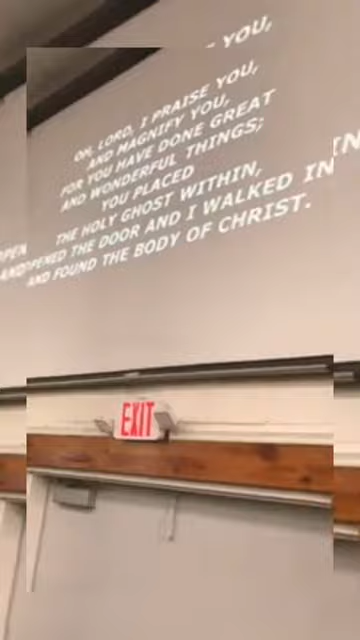 YOU,
OH, LORD, I PRAISE YOU,
AND MAGNIFY YOU,
FOR YOU HAVE DONE GREAT
AND WONDERFUL THINGS;
YOU PLACED
THE HOLY GHOST WITHIN,
OPENED THE DOOR AND I WALKED IN
AND FOUND THE BODY OF CHRIST.
EXIT